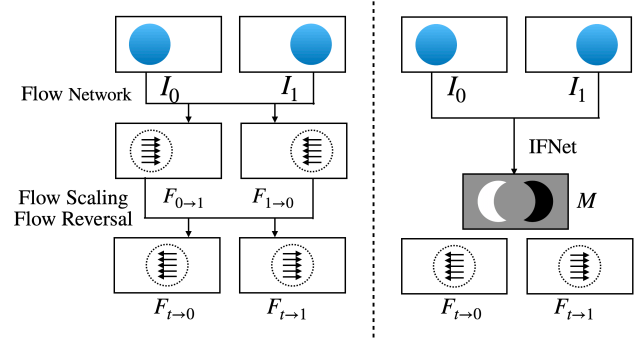 I0 I1
Flow Network
F0→1 F1→0
Flow Scaling
Flow Reversal
Ft→0 Ft→1
I0 I1
IFNet
M
Ft→0 Ft→1